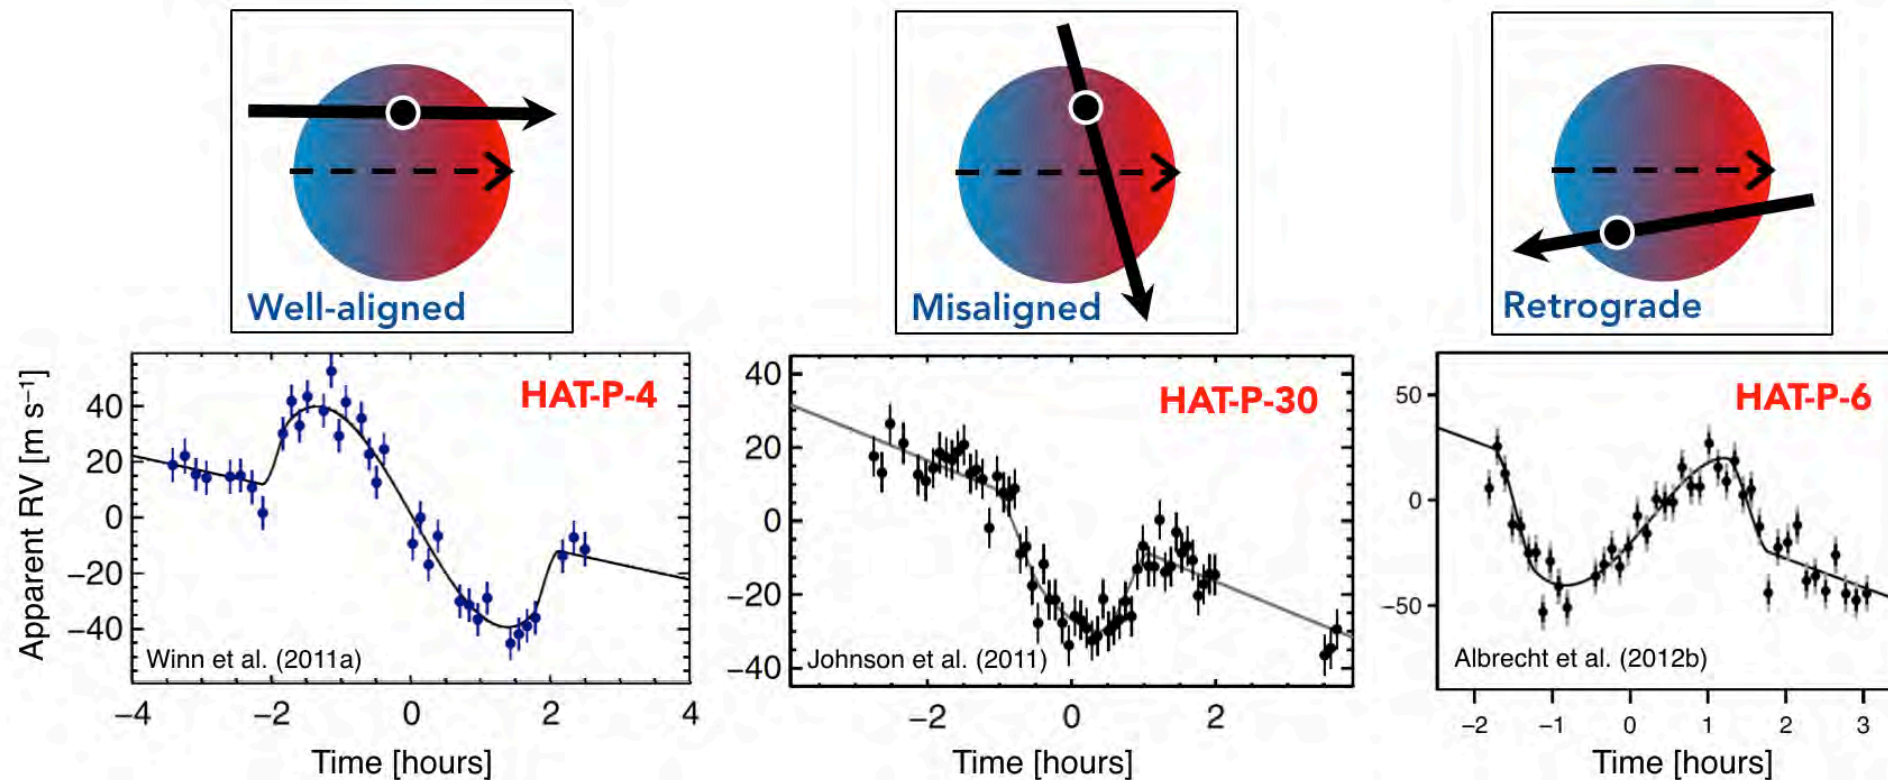 Well-aligned
Misaligned
Retrograde
Apparent RV [m s⁻¹]
HAT-P-4
40
20
0
−20
−40
Winn et al. (2011a)
−4
−2
0
2
4
Time [hours]
HAT-P-30
40
20
0
−20
−40
Johnson et al. (2011)
−2
0
2
Time [hours]
HAT-P-6
50
0
−50
Albrecht et al. (2012b)
−2
−1
0
1
2
3
Time [hours]